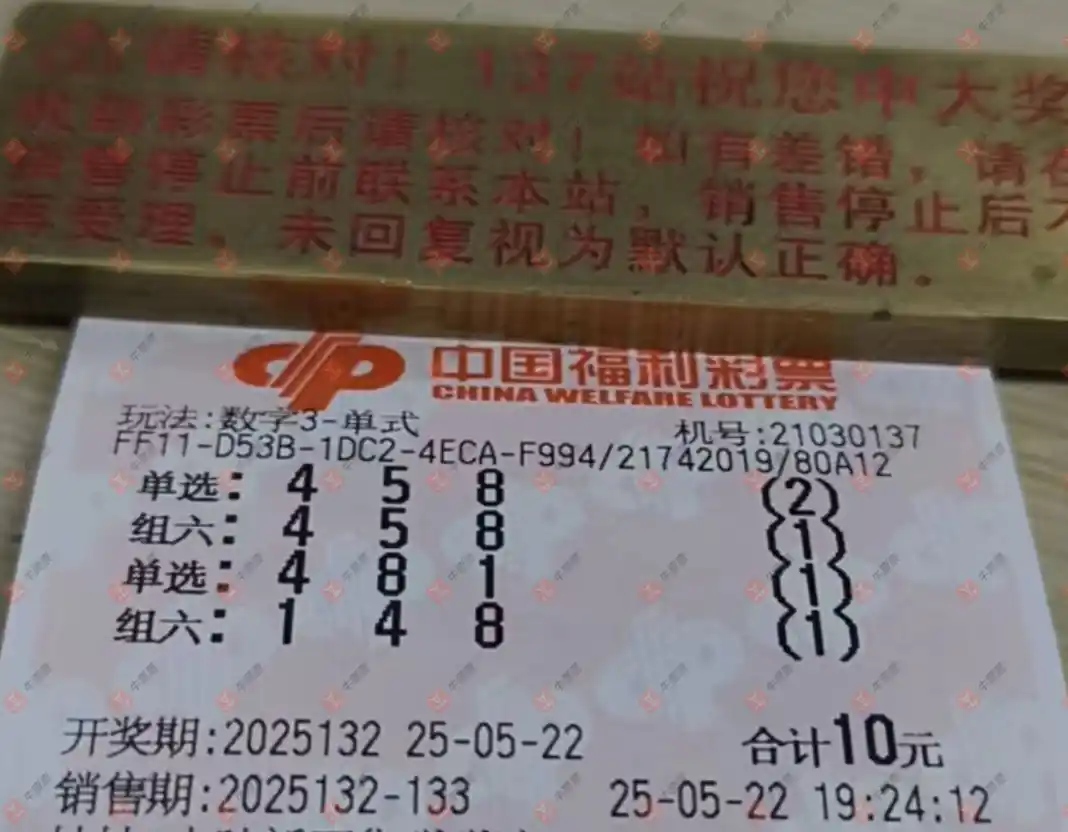 请核对！137站祝您中大奖
收到彩票后请核对！如有差错，请在
销售停止前联系本站，销售停止后不
再受理，未回复视为默认正确。
中国福利彩票
CHINA WELFARE LOTTERY
玩法:数字3-单式 机号:21030137
FF11-D53B-1DC2-4ECA-F994/21742019/80A12
单选: 4 5 8 (2)
组六: 4 5 8 (1)
单选: 4 8 1 (1)
组六: 1 4 8 (1)
开奖期:2025132 25-05-22 合计10元
销售期:2025132-133 25-05-22 19:24:12